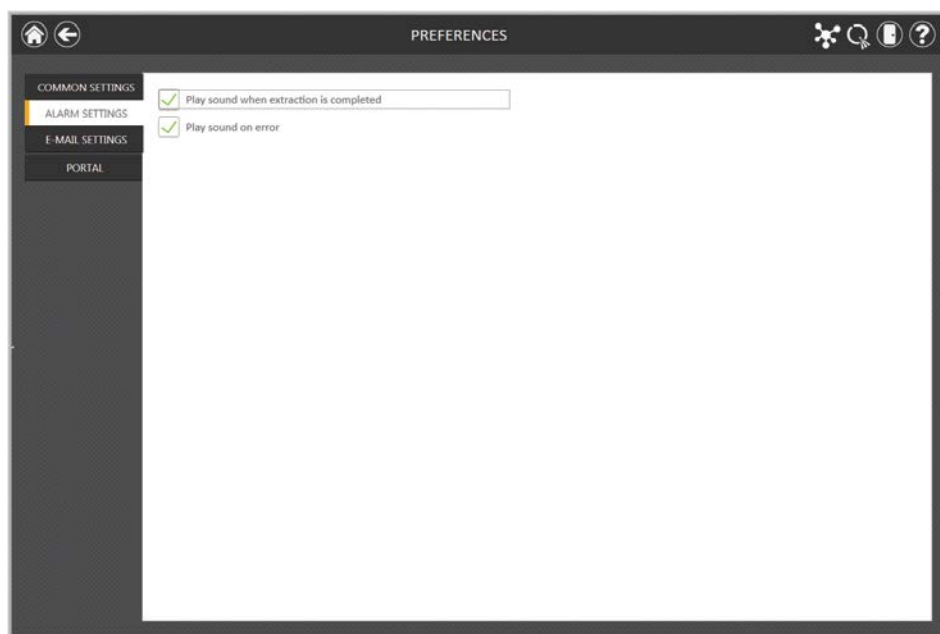 PREFERENCES
?
COMMON SETTINGS
ALARM SETTINGS
E-MAIL SETTINGS
PORTAL
Play sound when extraction is completed
Play sound on error